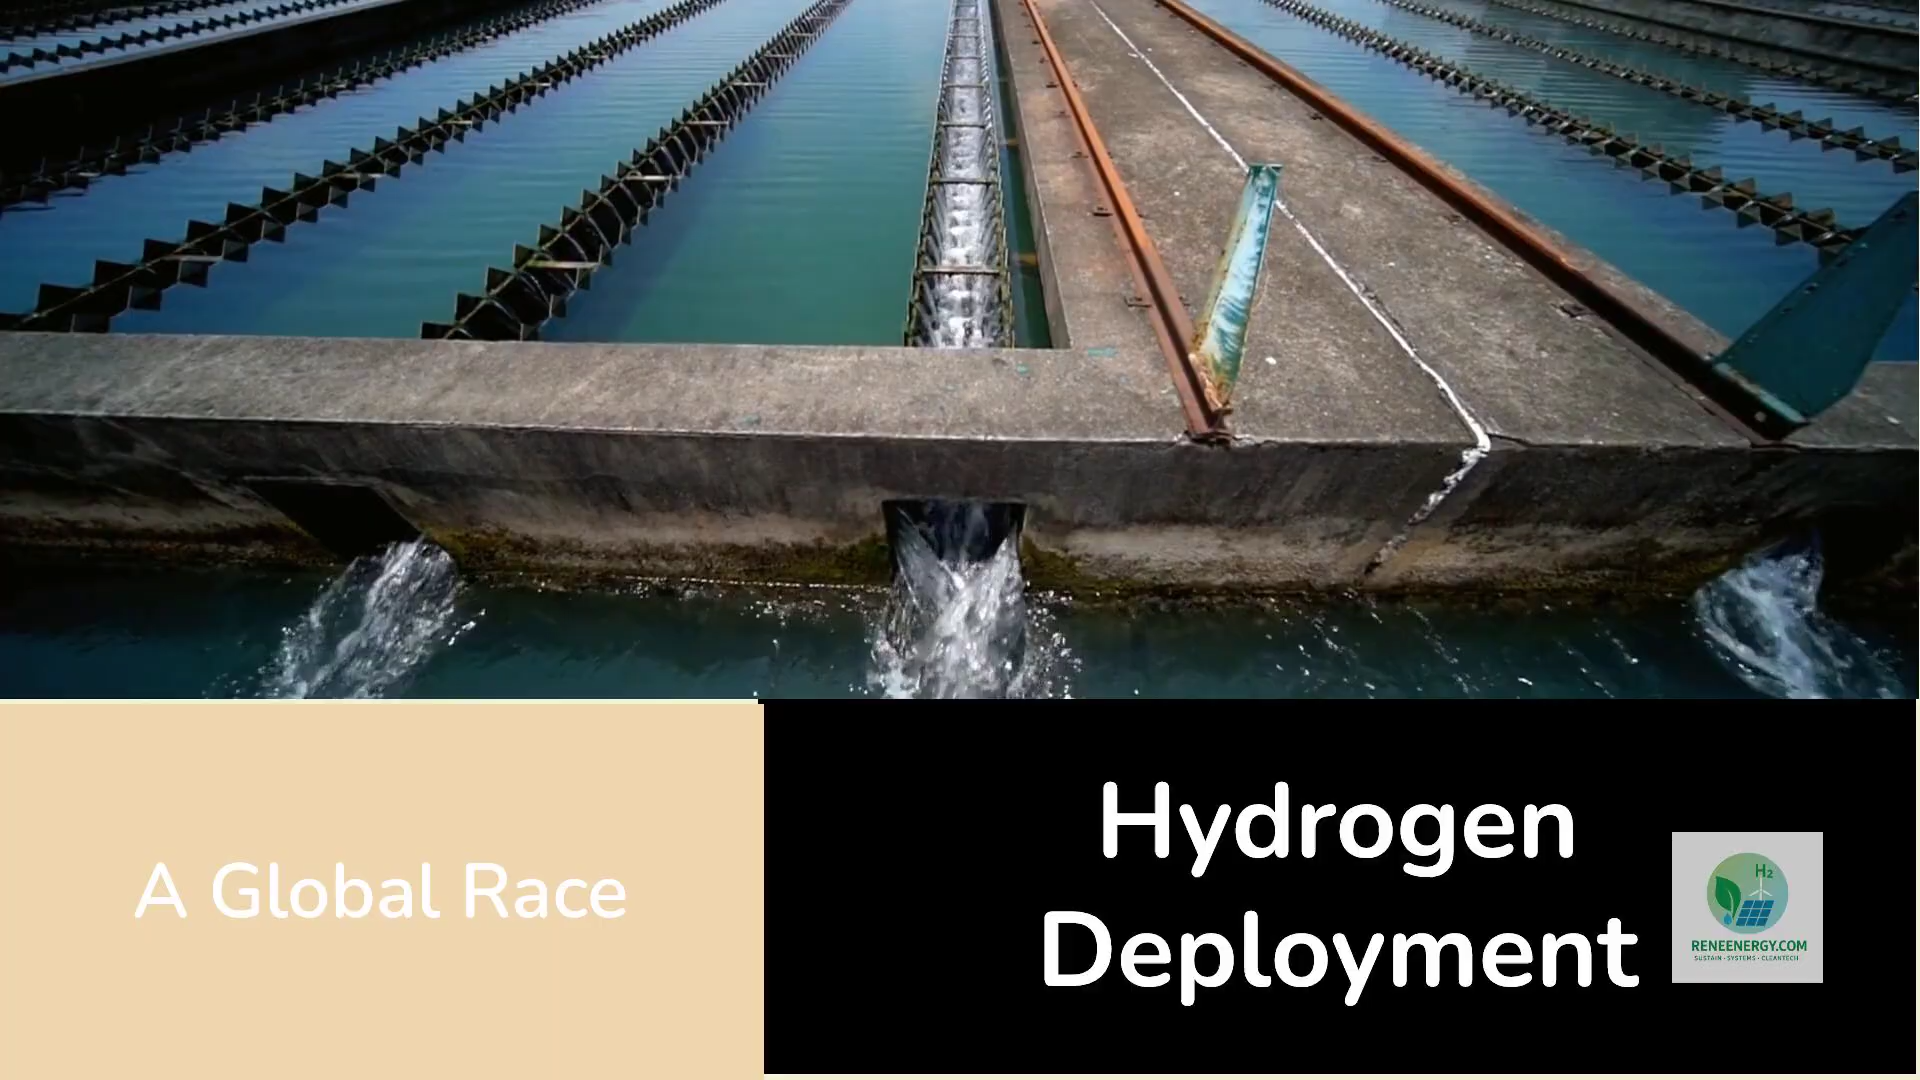 A Global Race
Hydrogen
Deployment
H₂
RENEENERGY.COM
SUSTAIN · SYSTEMS · CLEANTECH